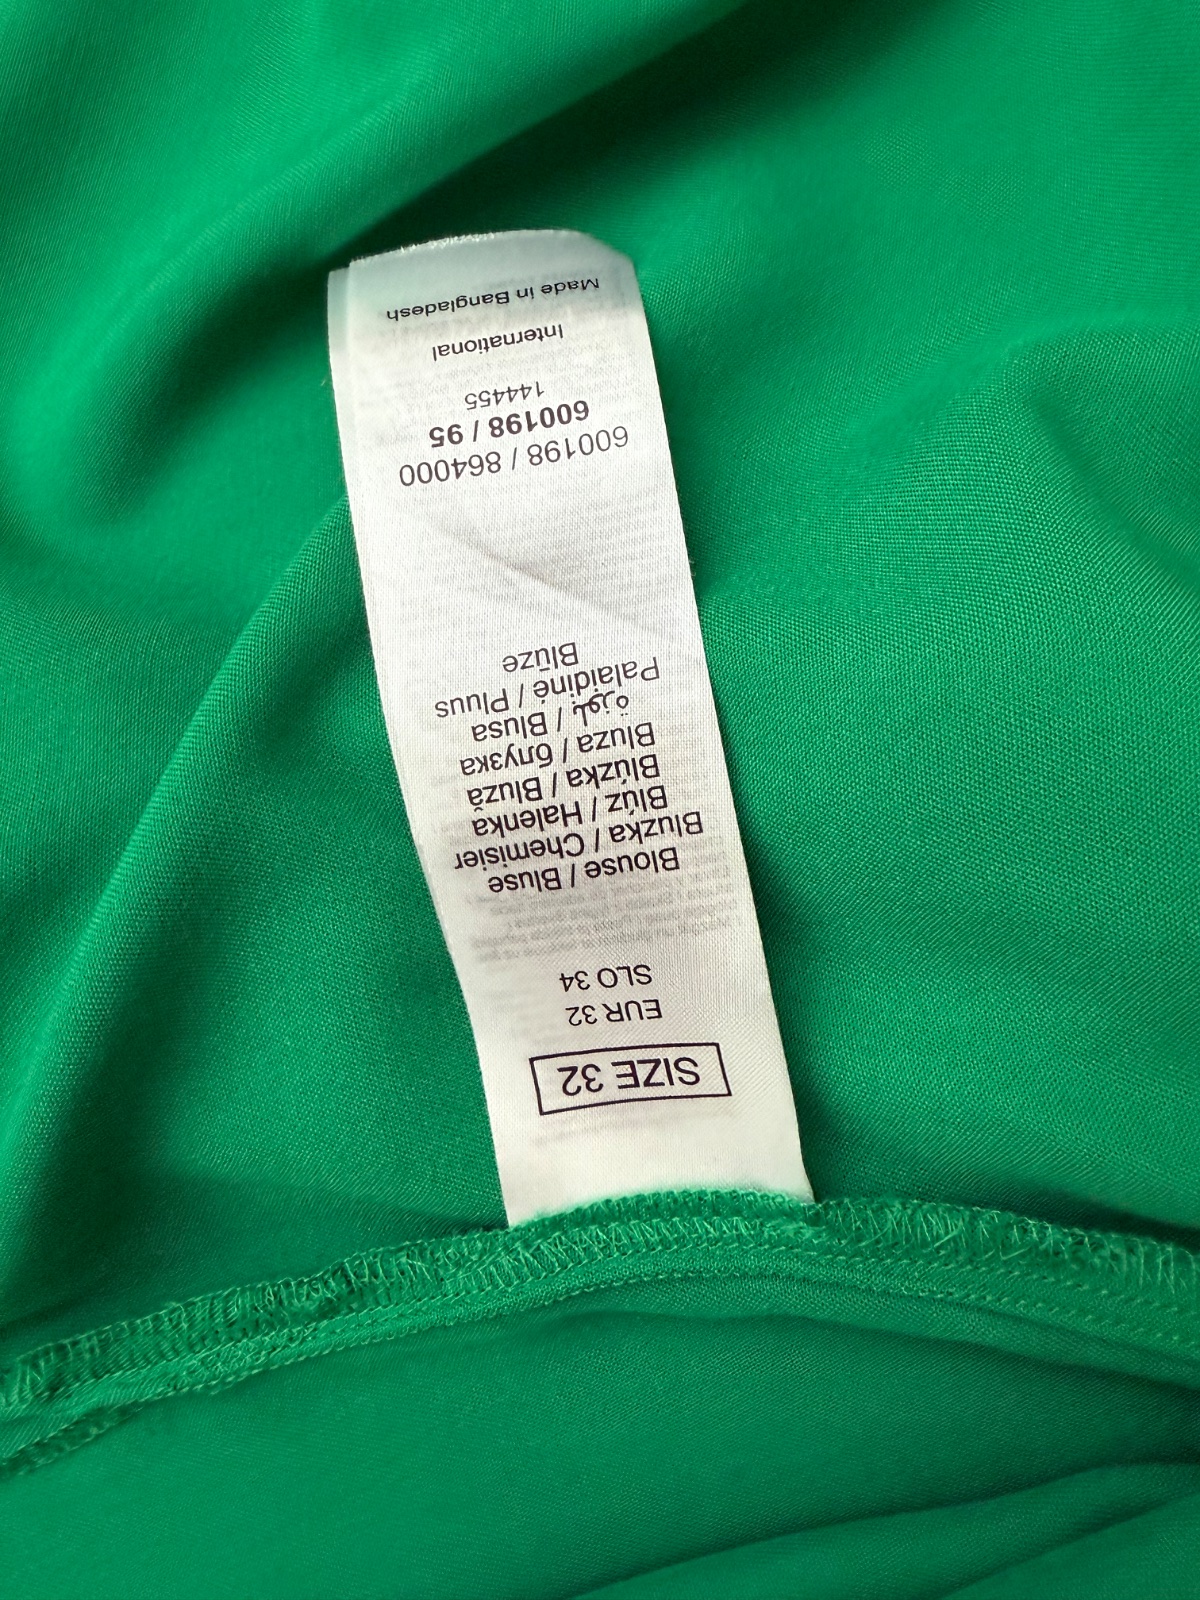 SIZE 32
EUR 32
SLO 34
Blouse / Bluse
Bluzka / Chemisier
Blúz / Halenka
Blúzka / Bluză
Bluza / блузка
بلوزة / Blusa
Palaidinė / Pluus
Blūze
600198 / 864000
600198 / 95
144455
International
Made in Bangladesh